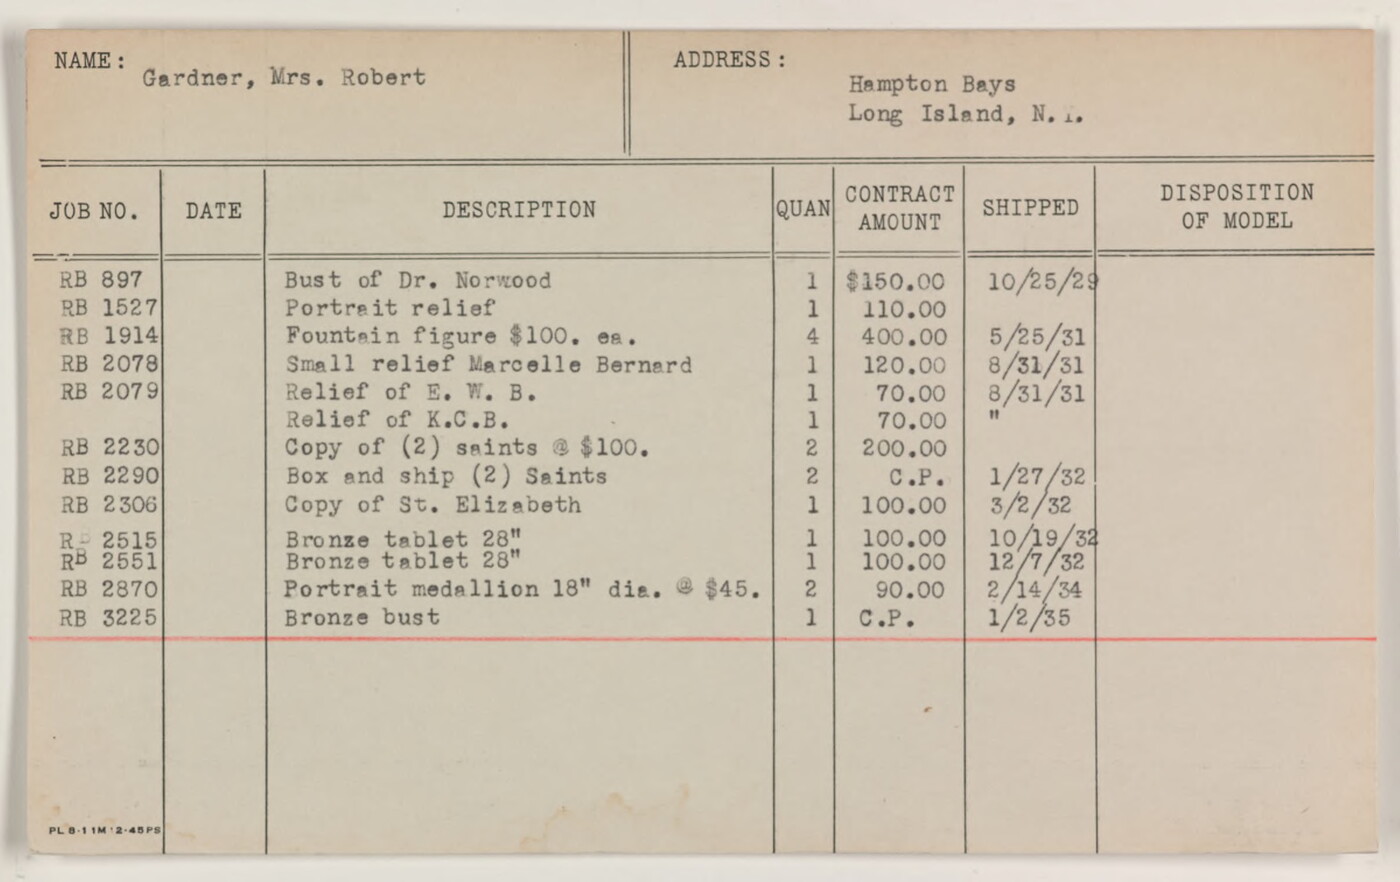 NAME: Gardner, Mrs. Robert
ADDRESS: Hampton Bays
Long Island, N. Y.
JOB NO. DATE DESCRIPTION QUAN CONTRACT AMOUNT SHIPPED DISPOSITION OF MODEL
RB 897 Bust of Dr. Norwood 1 $150.00 10/25/29
RB 1527 Portrait relief 1 110.00
RB 1914 Fountain figure $100. ea. 4 400.00 5/25/31
RB 2078 Small relief Marcelle Bernard 1 120.00 8/31/31
RB 2079 Relief of E. W. B. 1 70.00 8/31/31
Relief of K.C.B. 1 70.00 "
RB 2230 Copy of (2) saints @ $100. 2 200.00
RB 2290 Box and ship (2) Saints 2 C.P. 1/27/32
RB 2306 Copy of St. Elizabeth 1 100.00 3/2/32
RB 2515 Bronze tablet 28" 1 100.00 10/19/32
RB 2551 Bronze tablet 28" 1 100.00 12/7/32
RB 2870 Portrait medallion 18" dia. @ $45. 2 90.00 2/14/34
RB 3225 Bronze bust 1 C.P. 1/2/35
PL 8-1 1M 12-45 PS